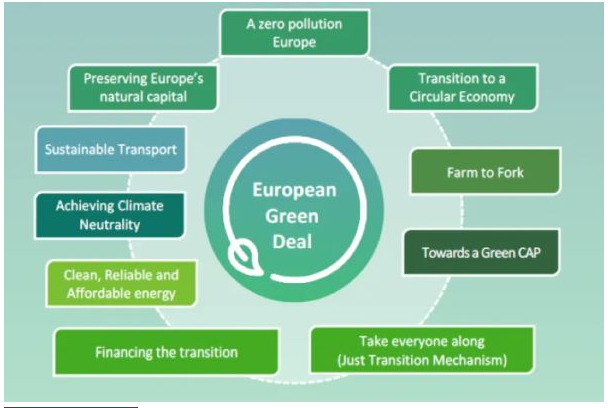 A zero pollution
Europe
Preserving Europe's
natural capital
Transition to a
Circular Economy
Sustainable Transport
Farm to Fork
European
Green
Deal
Achieving Climate
Neutrality
Towards a Green CAP
Clean, Reliable and
Affordable energy
Financing the transition
Take everyone along
(Just Transition Mechanism)